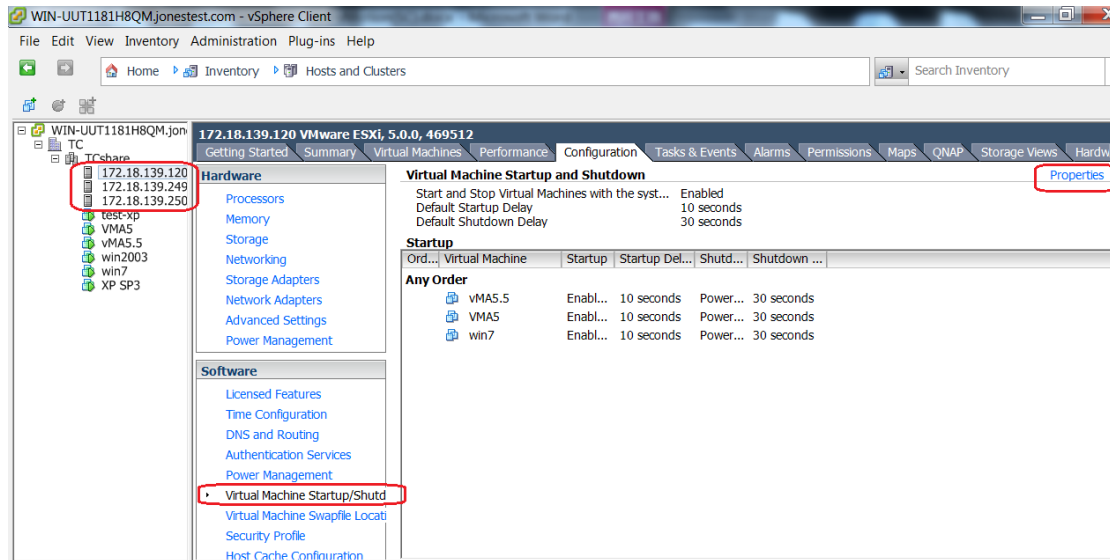 WIN-UUT1181H8QM.jonestest.com - vSphere Client
File Edit View Inventory Administration Plug-ins Help
Home Inventory Hosts and Clusters
Search Inventory
WIN-UUT1181H8QM.jon
TC
TCshare
172.18.139.120
172.18.139.249
172.18.139.250
test-xp
VMA5
vMA5.5
win2003
win7
XP SP3
172.18.139.120 VMware ESXi, 5.0.0, 469512
Getting Started Summary Virtual Machines Performance Configuration Tasks & Events Alarms Permissions Maps QNAP Storage Views Hardw
Hardware
Processors
Memory
Storage
Networking
Storage Adapters
Network Adapters
Advanced Settings
Power Management
Software
Licensed Features
Time Configuration
DNS and Routing
Authentication Services
Power Management
Virtual Machine Startup/Shutd
Virtual Machine Swapfile Locati
Security Profile
Host Cache Configuration
Virtual Machine Startup and Shutdown Properties
Start and Stop Virtual Machines with the syst... Enabled
Default Startup Delay 10 seconds
Default Shutdown Delay 30 seconds
Startup
Ord... Virtual Machine Startup Startup Del... Shutd... Shutdown ...
Any Order
vMA5.5 Enabl... 10 seconds Power... 30 seconds
VMA5 Enabl... 10 seconds Power... 30 seconds
win7 Enabl... 10 seconds Power... 30 seconds